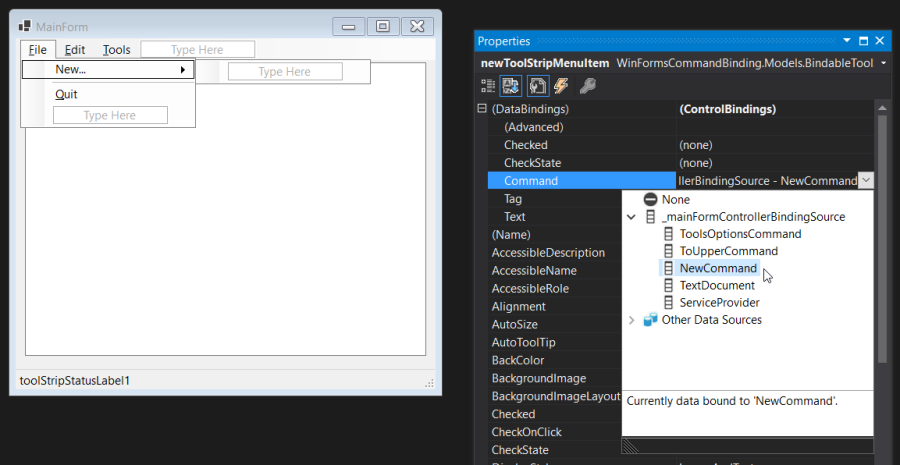 MainForm
File Edit Tools Type Here
New... Type Here
Quit
Type Here
toolStripStatusLabel1
Properties
newToolStripMenuItem WinFormsCommandBinding.Models.BindableTool
(DataBindings) (ControlBindings)
(Advanced)
Checked (none)
CheckState (none)
Command llerBindingSource - NewCommand
Tag
Text
(Name)
AccessibleDescription
AccessibleName
AccessibleRole
Alignment
AutoSize
AutoToolTip
BackColor
BackgroundImage
BackgroundImageLayout
Checked
CheckOnClick
CheckState
None
_mainFormControllerBindingSource
ToolsOptionsCommand
ToUpperCommand
NewCommand
TextDocument
ServiceProvider
Other Data Sources
Currently data bound to 'NewCommand'.